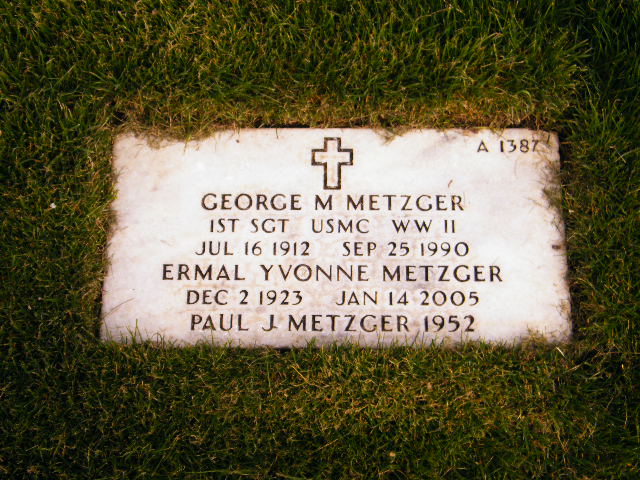 A 1387
GEORGE M METZGER
1ST SGT USMC WW II
JUL 16 1912 SEP 25 1990
ERMAL YVONNE METZGER
DEC 2 1923 JAN 14 2005
PAUL J METZGER 1952